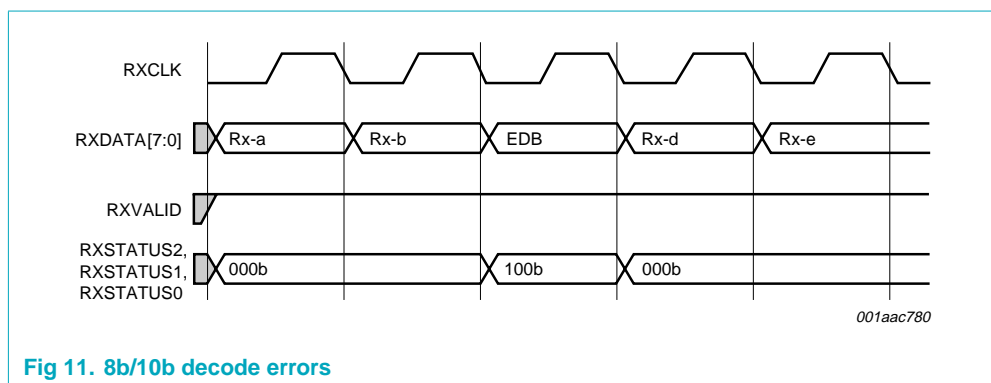 RXCLK
RXDATA[7:0]
Rx-a
Rx-b
EDB
Rx-d
Rx-e
RXVALID
RXSTATUS2,
RXSTATUS1,
RXSTATUS0
000b
100b
000b
001aac780
Fig 11. 8b/10b decode errors